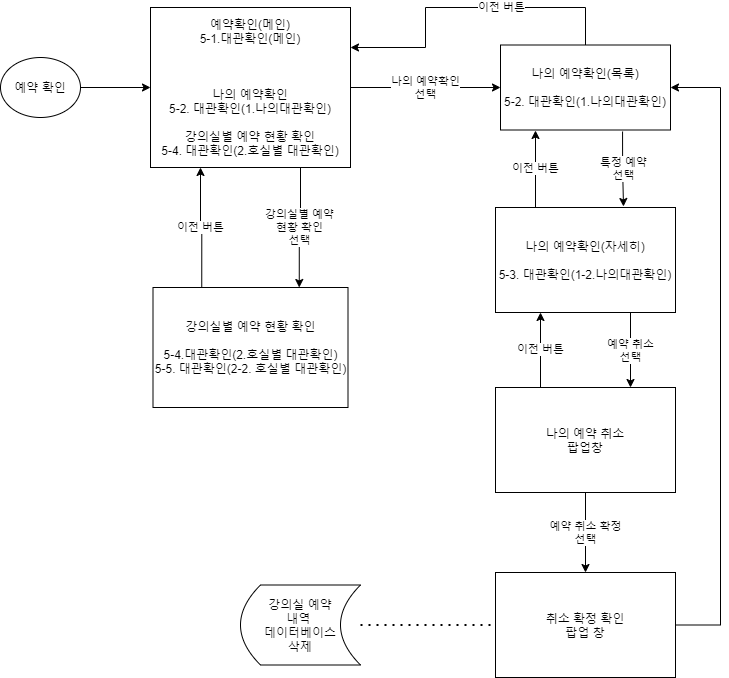 이전 버튼
예약확인(메인)
5-1.대관확인(메인)
나의 예약확인
5-2. 대관확인(1.나의대관확인)
강의실별 예약 현황 확인
5-4. 대관확인(2.호실별 대관확인)
예약 확인
나의 예약확인
선택
나의 예약확인(목록)
5-2. 대관확인(1.나의대관확인)
이전 버튼
특정 예약
선택
이전 버튼
강의실별 예약
현황 확인
선택
나의 예약확인(자세히)
5-3. 대관확인(1-2.나의대관확인)
강의실별 예약 현황 확인
5-4.대관확인(2.호실별 대관확인)
5-5. 대관확인(2-2. 호실별 대관확인)
이전 버튼
예약 취소
선택
나의 예약 취소
팝업창
예약 취소 확정
선택
강의실 예약
내역
데이터베이스
삭제
취소 확정 확인
팝업 창